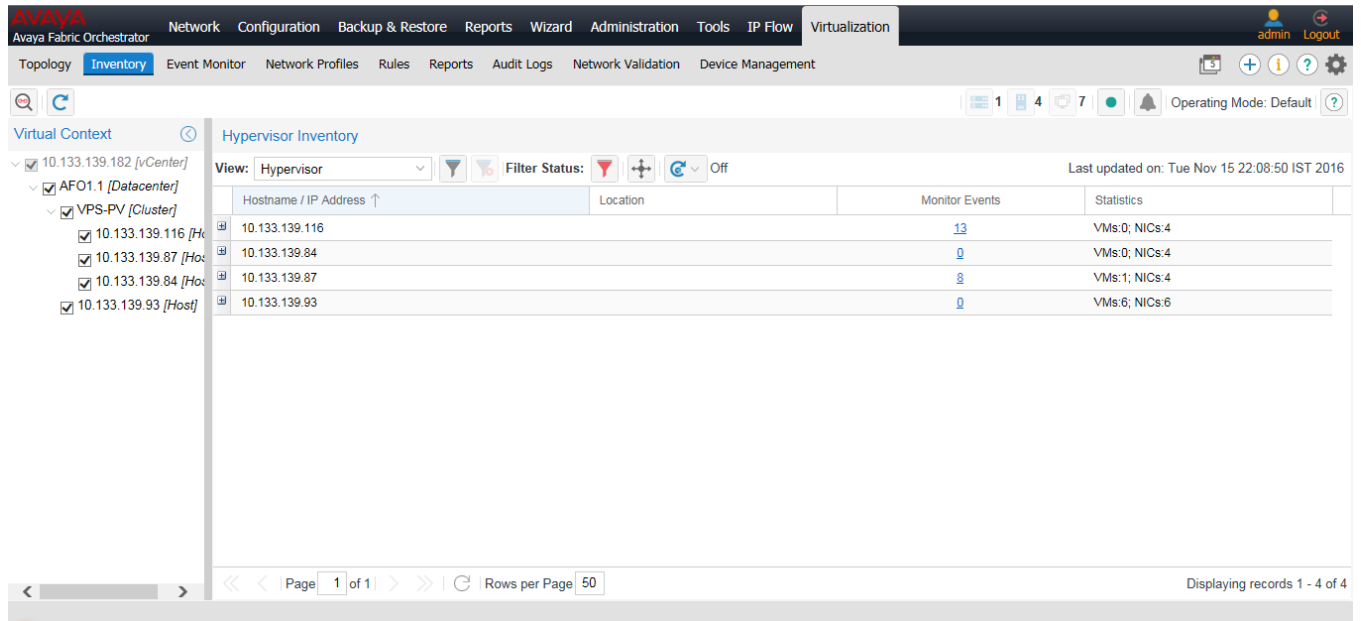 AVAYA
Avaya Fabric Orchestrator
Network Configuration Backup & Restore Reports Wizard Administration Tools IP Flow Virtualization
admin Logout
Topology Inventory Event Monitor Network Profiles Rules Reports Audit Logs Network Validation Device Management
5 + i ?
1 4 7 Operating Mode: Default ?
Virtual Context
10.133.139.182 [vCenter]
AFO1.1 [Datacenter]
VPS-PV [Cluster]
10.133.139.116 [Ho
10.133.139.87 [Hos
10.133.139.84 [Hos
10.133.139.93 [Host]
Hypervisor Inventory
View: Hypervisor Filter Status: Off Last updated on: Tue Nov 15 22:08:50 IST 2016
Hostname / IP Address ↑ Location Monitor Events Statistics
10.133.139.116 13 VMs:0; NICs:4
10.133.139.84 0 VMs:0; NICs:4
10.133.139.87 8 VMs:1; NICs:4
10.133.139.93 0 VMs:6; NICs:6
Page 1 of 1 Rows per Page 50 Displaying records 1 - 4 of 4